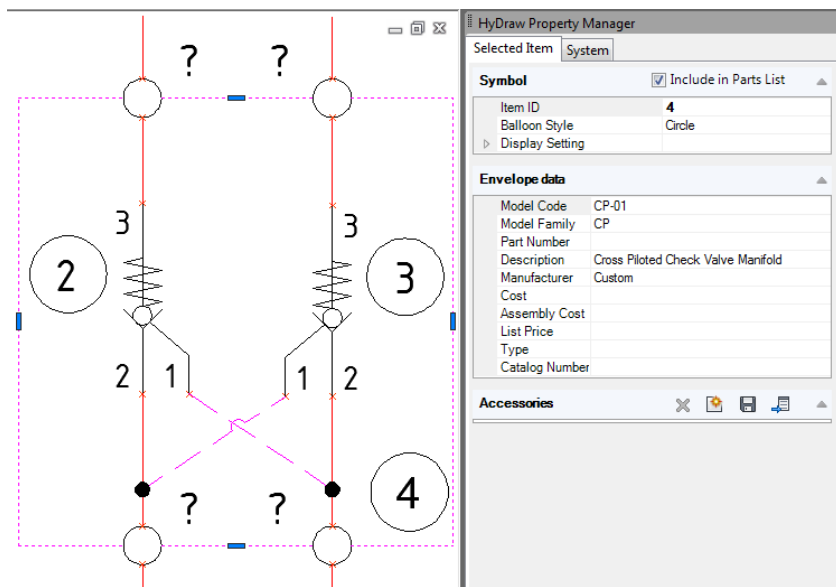 ? ?
3 3
2 3
2 1 1 2
? ? 4
HyDraw Property Manager
Selected Item System
Symbol Include in Parts List
Item ID 4
Balloon Style Circle
Display Setting
Envelope data
Model Code CP-01
Model Family CP
Part Number
Description Cross Piloted Check Valve Manifold
Manufacturer Custom
Cost
Assembly Cost
List Price
Type
Catalog Number
Accessories